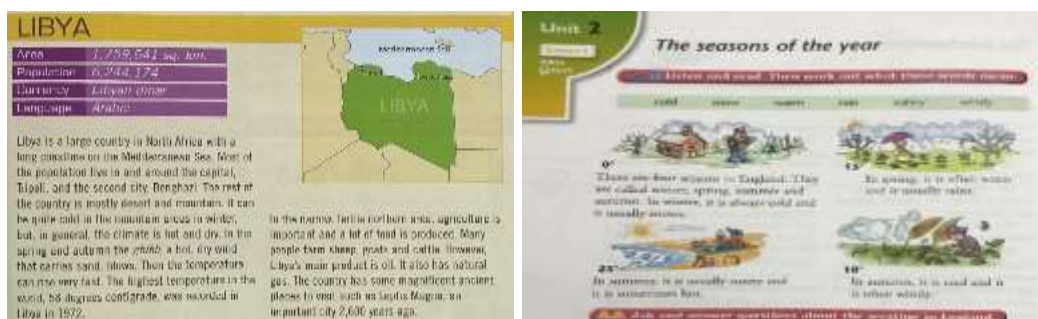 LIBYA
Area 1,759,541 sq. km.
Population 6,244,174
Currency Libyan dinar
Language Arabic
Mediterranean Sea
LIBYA
Libya is a large country in North Africa with a
long coastline on the Mediterranean Sea. Most of
the population live in and around the capital,
Tripoli, and the second city, Benghazi. The rest of
the country is mostly desert and mountain. It can
be quite cold in the mountain areas in winter,
but, in general, the climate is hot and dry. In the
spring and autumn the ghibli, a hot, dry wind
that carries sand, blows. Then the temperature
can rise very fast. The highest temperature in the
world, 58 degrees centigrade, was recorded in
Libya in 1972.
In the narrow, fertile northern area, agriculture is
important and a lot of food is produced. Many
people farm sheep, goats and cattle. However,
Libya's main product is oil. It also has natural
gas. The country has some magnificent ancient
places to visit such as Leptis Magna, an
important city 2,600 years ago.
Unit 2
The seasons of the year
Listen and read. Then work out what these words mean.
cold snow warm rain sunny windy
0°
There are four seasons in England. They
are called winter, spring, summer and
autumn. In winter, it is always cold and
it usually snows.
In spring, it is often warm
and it usually rains.
25°
In summer, it is usually sunny and
it is sometimes hot.
10°
In autumn, it is cool and it
is often windy.
Ask and answer questions about the weather in England.